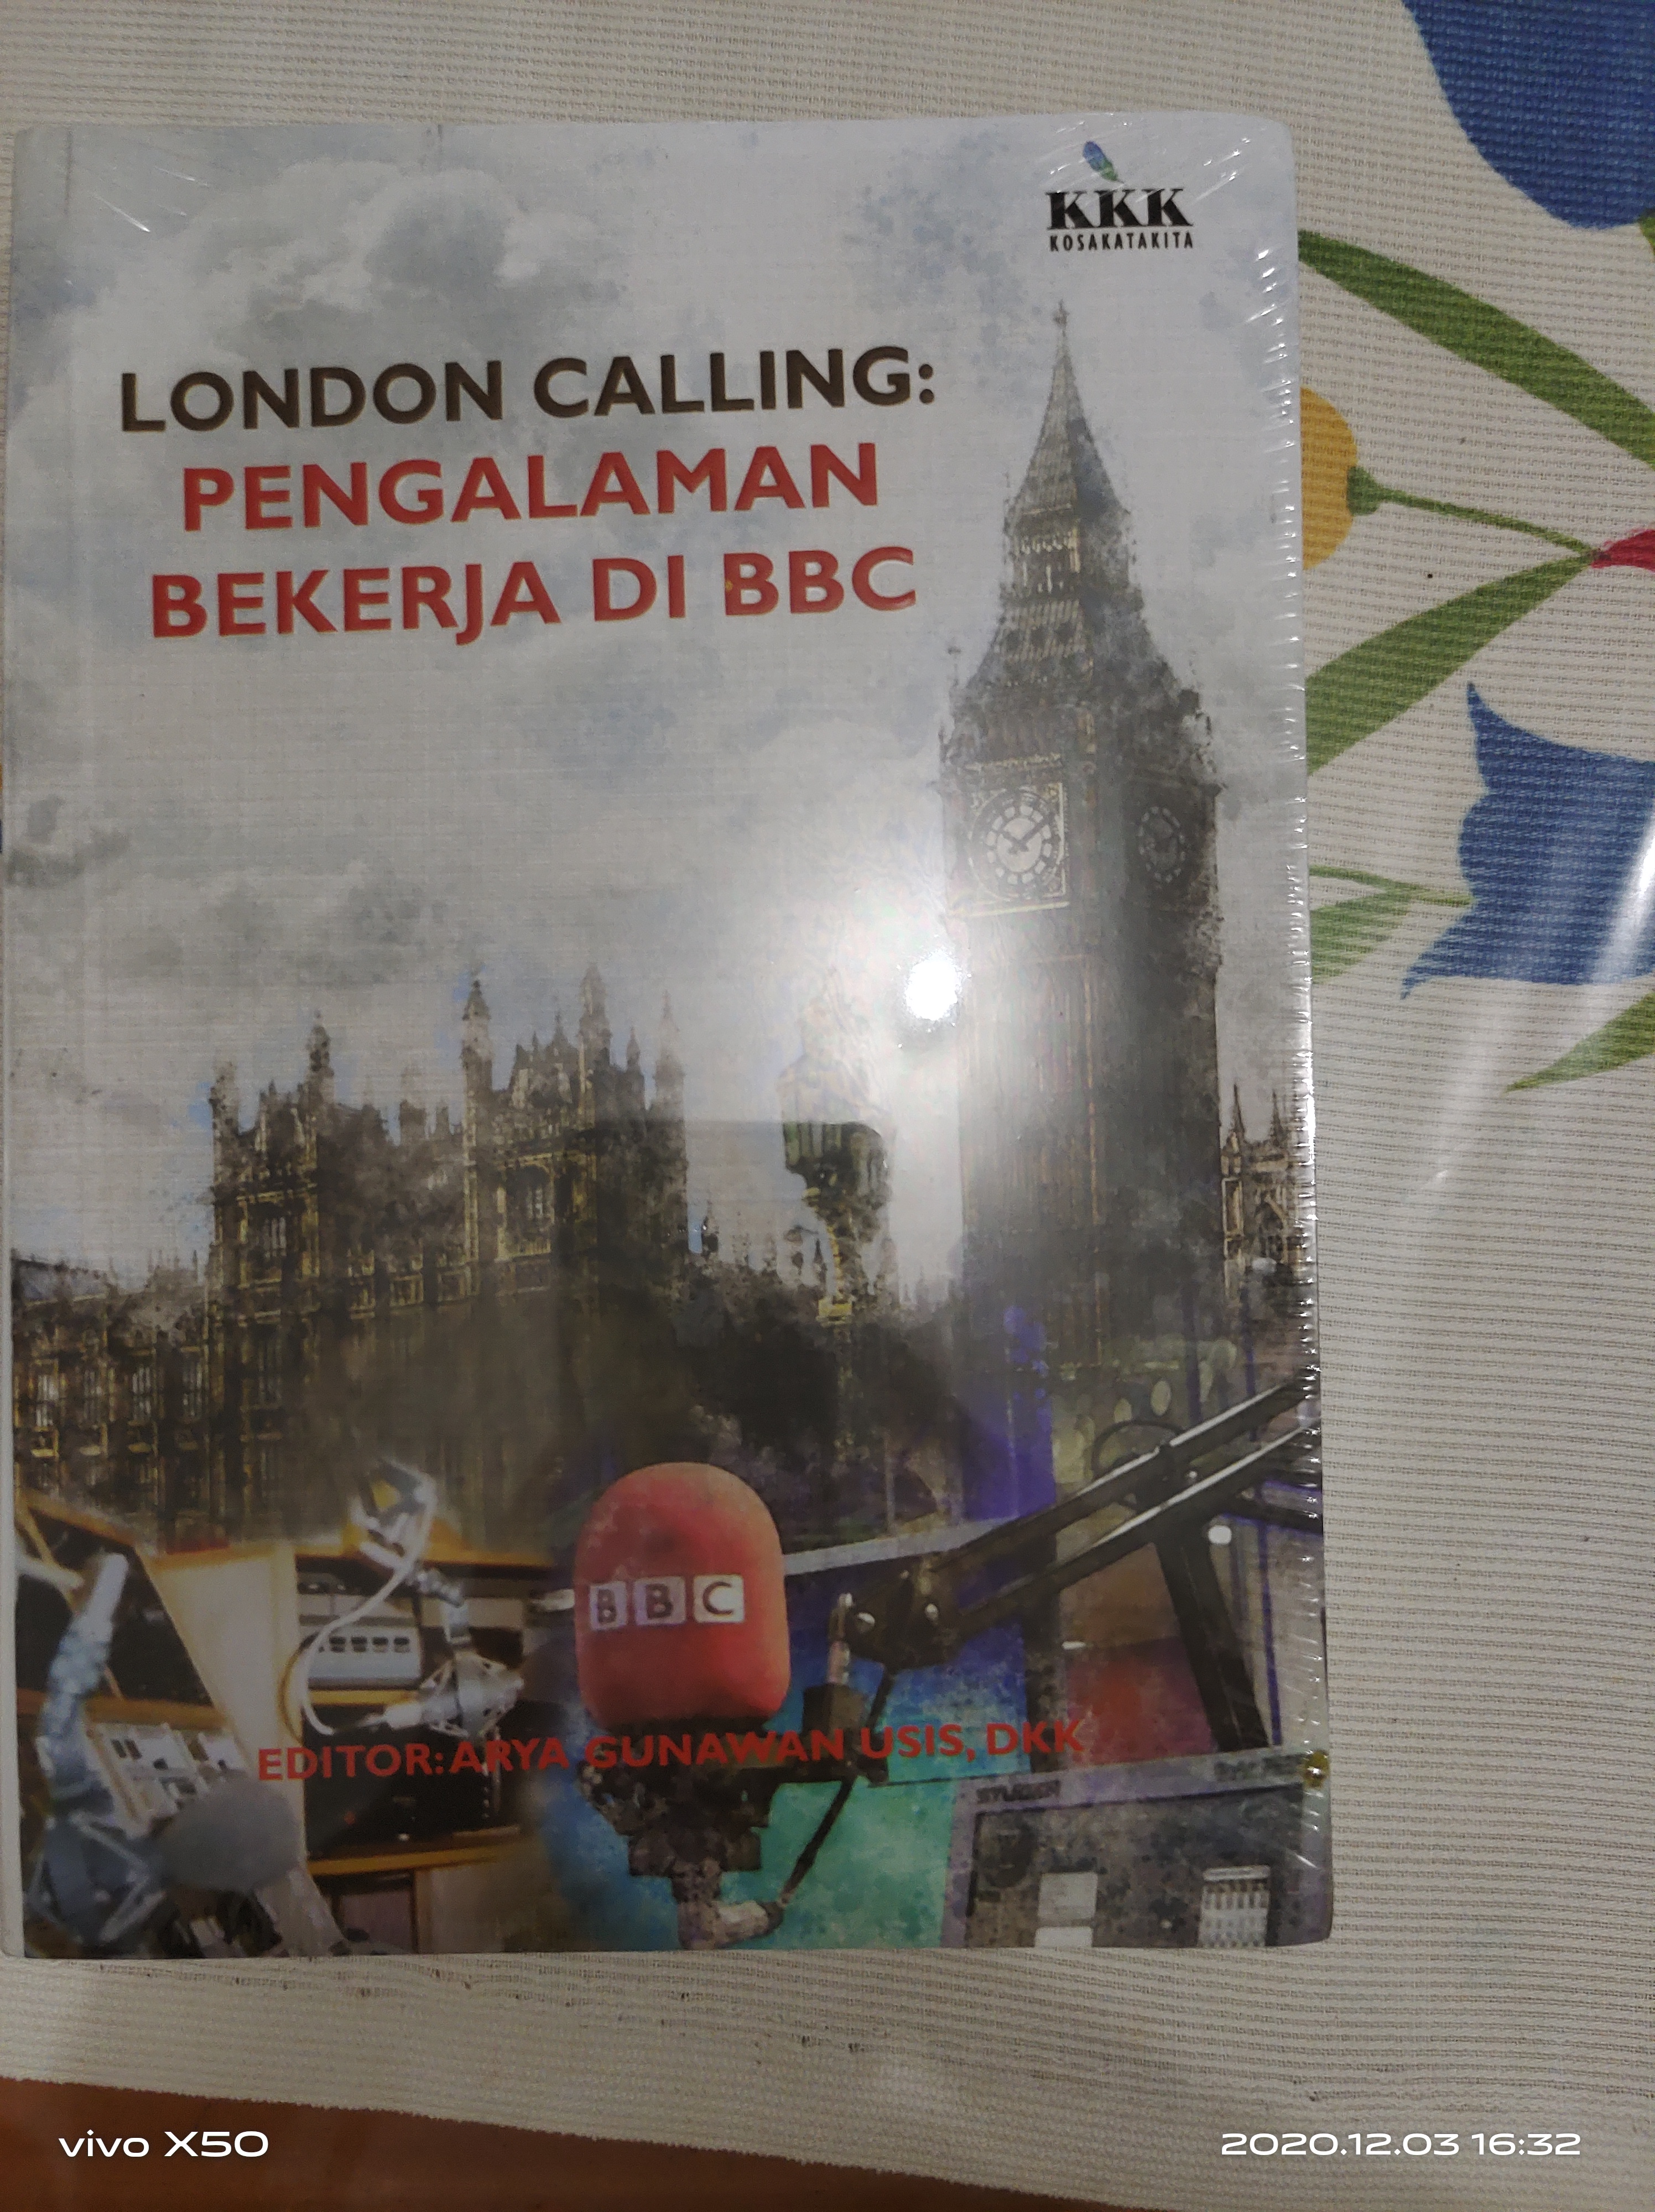 KKK
KOSAKATAKITA
LONDON CALLING:
PENGALAMAN
BEKERJA DI BBC
BBC
EDITOR: ARYA GUNAWAN USIS, DKK
STUDER
vivo X50
2020.12.03 16:32